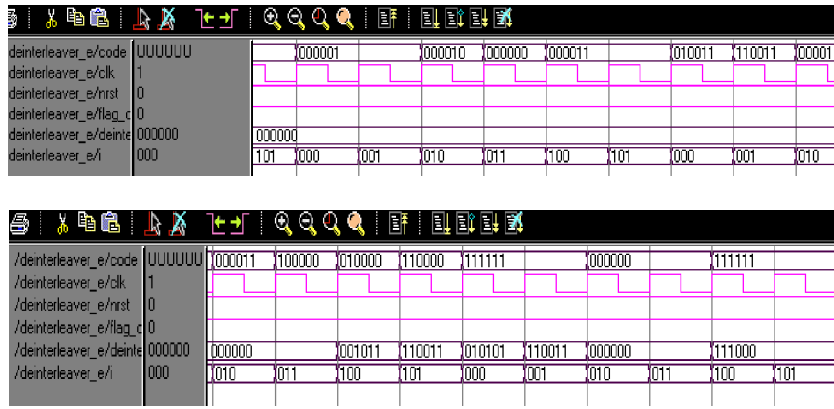 deinterleaver_e/code UUUUUU 000001 000010 000000 000011 010011 110011 00001
deinterleaver_e/clk 1
deinterleaver_e/nrst 0
deinterleaver_e/flag_c 0
deinterleaver_e/deinte 000000 000000
deinterleaver_e/i 000 101 000 001 010 011 100 101 000 001 010
/deinterleaver_e/code UUUUUU 000011 100000 010000 110000 111111 000000 111111
/deinterleaver_e/clk 1
/deinterleaver_e/nrst 0
/deinterleaver_e/flag_c 0
/deinterleaver_e/deinte 000000 000000 001011 110011 010101 110011 000000 111000
/deinterleaver_e/i 000 010 011 100 101 000 001 010 011 100 101